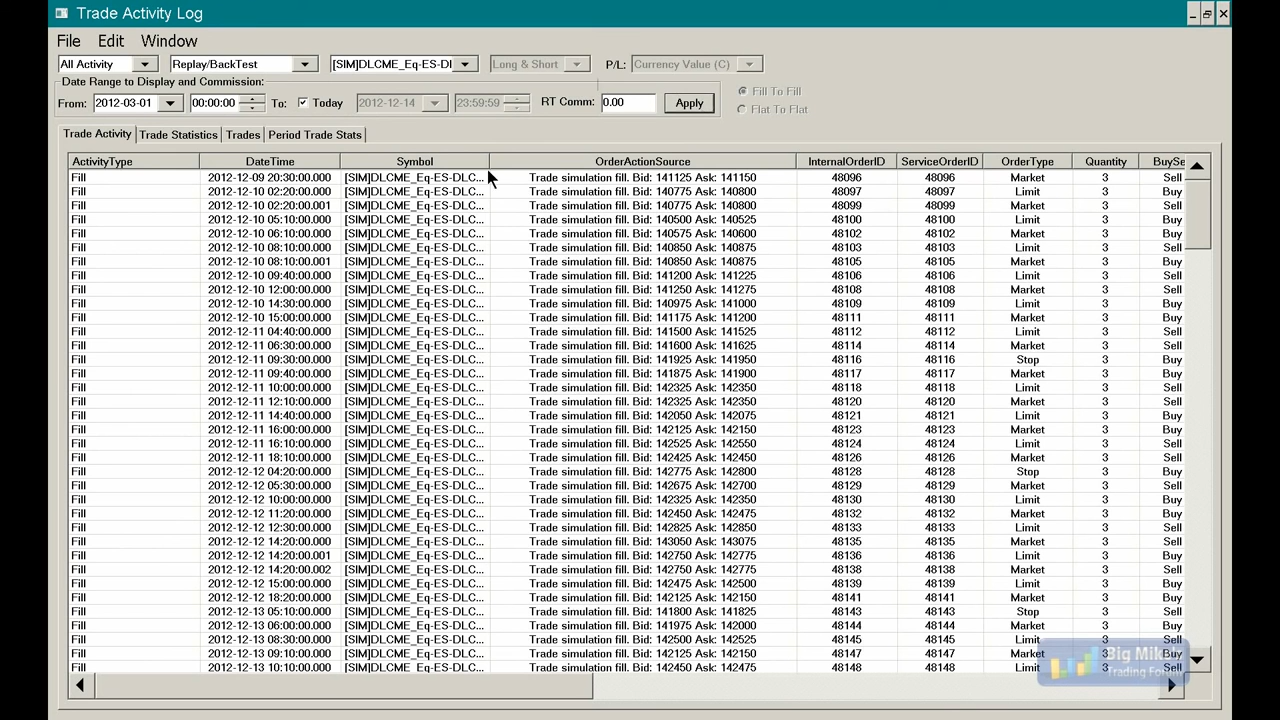 Trade Activity Log
File Edit Window
All Activity Replay/BackTest [SIM]DLCME_Eq-ES-Dl Long & Short P/L: Currency Value (C)
Date Range to Display and Commission:
From: 2012-03-01 00:00:00 To: Today 2012-12-14 23:59:59 RT Comm: 0.00 Apply Fill To Fill
Flat To Flat
Trade Activity Trade Statistics Trades Period Trade Stats
ActivityType DateTime Symbol OrderActionSource InternalOrderID ServiceOrderID OrderType Quantity BuySe
Fill 2012-12-09 20:30:00.000 [SIM]DLCME_Eq-ES-DLC... Trade simulation fill. Bid: 141125 Ask: 141150 48096 48096 Market 3 Sell
Fill 2012-12-10 02:20:00.000 [SIM]DLCME_Eq-ES-DLC... Trade simulation fill. Bid: 140775 Ask: 140800 48097 48097 Limit 3 Buy
Fill 2012-12-10 02:20:00.001 [SIM]DLCME_Eq-ES-DLC... Trade simulation fill. Bid: 140775 Ask: 140800 48099 48099 Market 3 Sell
Fill 2012-12-10 05:10:00.000 [SIM]DLCME_Eq-ES-DLC... Trade simulation fill. Bid: 140500 Ask: 140525 48100 48100 Limit 3 Buy
Fill 2012-12-10 06:10:00.000 [SIM]DLCME_Eq-ES-DLC... Trade simulation fill. Bid: 140575 Ask: 140600 48102 48102 Market 3 Buy
Fill 2012-12-10 08:10:00.000 [SIM]DLCME_Eq-ES-DLC... Trade simulation fill. Bid: 140850 Ask: 140875 48103 48103 Limit 3 Sell
Fill 2012-12-10 08:10:00.001 [SIM]DLCME_Eq-ES-DLC... Trade simulation fill. Bid: 140850 Ask: 140875 48105 48105 Market 3 Buy
Fill 2012-12-10 09:40:00.000 [SIM]DLCME_Eq-ES-DLC... Trade simulation fill. Bid: 141200 Ask: 141225 48106 48106 Limit 3 Sell
Fill 2012-12-10 12:00:00.000 [SIM]DLCME_Eq-ES-DLC... Trade simulation fill. Bid: 141250 Ask: 141275 48108 48108 Market 3 Sell
Fill 2012-12-10 14:30:00.000 [SIM]DLCME_Eq-ES-DLC... Trade simulation fill. Bid: 140975 Ask: 141000 48109 48109 Limit 3 Buy
Fill 2012-12-10 15:00:00.000 [SIM]DLCME_Eq-ES-DLC... Trade simulation fill. Bid: 141175 Ask: 141200 48111 48111 Market 3 Buy
Fill 2012-12-11 04:40:00.000 [SIM]DLCME_Eq-ES-DLC... Trade simulation fill. Bid: 141500 Ask: 141525 48112 48112 Limit 3 Sell
Fill 2012-12-11 06:30:00.000 [SIM]DLCME_Eq-ES-DLC... Trade simulation fill. Bid: 141600 Ask: 141625 48114 48114 Market 3 Sell
Fill 2012-12-11 09:30:00.000 [SIM]DLCME_Eq-ES-DLC... Trade simulation fill. Bid: 141925 Ask: 141950 48116 48116 Stop 3 Buy
Fill 2012-12-11 09:40:00.000 [SIM]DLCME_Eq-ES-DLC... Trade simulation fill. Bid: 141875 Ask: 141900 48117 48117 Market 3 Buy
Fill 2012-12-11 10:00:00.000 [SIM]DLCME_Eq-ES-DLC... Trade simulation fill. Bid: 142325 Ask: 142350 48118 48118 Limit 3 Sell
Fill 2012-12-11 12:10:00.000 [SIM]DLCME_Eq-ES-DLC... Trade simulation fill. Bid: 142325 Ask: 142350 48120 48120 Market 3 Sell
Fill 2012-12-11 14:40:00.000 [SIM]DLCME_Eq-ES-DLC... Trade simulation fill. Bid: 142050 Ask: 142075 48121 48121 Limit 3 Buy
Fill 2012-12-11 16:00:00.000 [SIM]DLCME_Eq-ES-DLC... Trade simulation fill. Bid: 142125 Ask: 142150 48123 48123 Market 3 Buy
Fill 2012-12-11 16:10:00.000 [SIM]DLCME_Eq-ES-DLC... Trade simulation fill. Bid: 142525 Ask: 142550 48124 48124 Limit 3 Sell
Fill 2012-12-11 18:10:00.000 [SIM]DLCME_Eq-ES-DLC... Trade simulation fill. Bid: 142425 Ask: 142450 48126 48126 Market 3 Sell
Fill 2012-12-12 04:20:00.000 [SIM]DLCME_Eq-ES-DLC... Trade simulation fill. Bid: 142775 Ask: 142800 48128 48128 Stop 3 Buy
Fill 2012-12-12 05:30:00.000 [SIM]DLCME_Eq-ES-DLC... Trade simulation fill. Bid: 142675 Ask: 142700 48129 48129 Market 3 Sell
Fill 2012-12-12 10:00:00.000 [SIM]DLCME_Eq-ES-DLC... Trade simulation fill. Bid: 142325 Ask: 142350 48130 48130 Limit 3 Buy
Fill 2012-12-12 11:20:00.000 [SIM]DLCME_Eq-ES-DLC... Trade simulation fill. Bid: 142450 Ask: 142475 48132 48132 Market 3 Buy
Fill 2012-12-12 12:30:00.000 [SIM]DLCME_Eq-ES-DLC... Trade simulation fill. Bid: 142825 Ask: 142850 48133 48133 Limit 3 Sell
Fill 2012-12-12 14:20:00.000 [SIM]DLCME_Eq-ES-DLC... Trade simulation fill. Bid: 143050 Ask: 143075 48135 48135 Market 3 Sell
Fill 2012-12-12 14:20:00.001 [SIM]DLCME_Eq-ES-DLC... Trade simulation fill. Bid: 142750 Ask: 142775 48136 48136 Limit 3 Buy
Fill 2012-12-12 14:20:00.002 [SIM]DLCME_Eq-ES-DLC... Trade simulation fill. Bid: 142750 Ask: 142775 48138 48138 Market 3 Sell
Fill 2012-12-12 15:00:00.000 [SIM]DLCME_Eq-ES-DLC... Trade simulation fill. Bid: 142475 Ask: 142500 48139 48139 Limit 3 Buy
Fill 2012-12-12 18:20:00.000 [SIM]DLCME_Eq-ES-DLC... Trade simulation fill. Bid: 142125 Ask: 142150 48141 48141 Market 3 Buy
Fill 2012-12-13 05:10:00.000 [SIM]DLCME_Eq-ES-DLC... Trade simulation fill. Bid: 141800 Ask: 141825 48143 48143 Stop 3 Sell
Fill 2012-12-13 06:00:00.000 [SIM]DLCME_Eq-ES-DLC... Trade simulation fill. Bid: 141975 Ask: 142000 48144 48144 Market 3 Buy
Fill 2012-12-13 08:30:00.000 [SIM]DLCME_Eq-ES-DLC... Trade simulation fill. Bid: 142500 Ask: 142525 48145 48145 Limit 3 Sell
Fill 2012-12-13 09:10:00.000 [SIM]DLCME_Eq-ES-DLC... Trade simulation fill. Bid: 142125 Ask: 142150 48147 48147 Market 3 Buy
Fill 2012-12-13 10:10:00.000 [SIM]DLCME_Eq-ES-DLC... Trade simulation fill. Bid: 142450 Ask: 142475 48148 48148 Limit 3 Sell
Big Mike's
Trading Forum